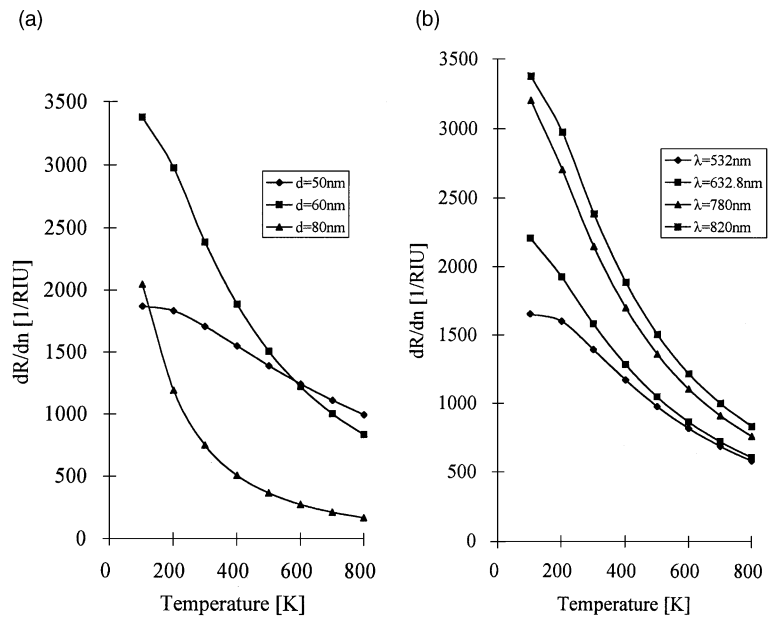 (a)
3500
3000
2500
2000
1500
1000
500
0
0
200
400
600
800
dR/dn [1/RIU]
Temperature [K]
d=50nm
d=60nm
d=80nm
(b)
3500
3000
2500
2000
1500
1000
500
0
0
200
400
600
800
dR/dn [1/RIU]
Temperature [K]
λ=532nm
λ=632.8nm
λ=780nm
λ=820nm